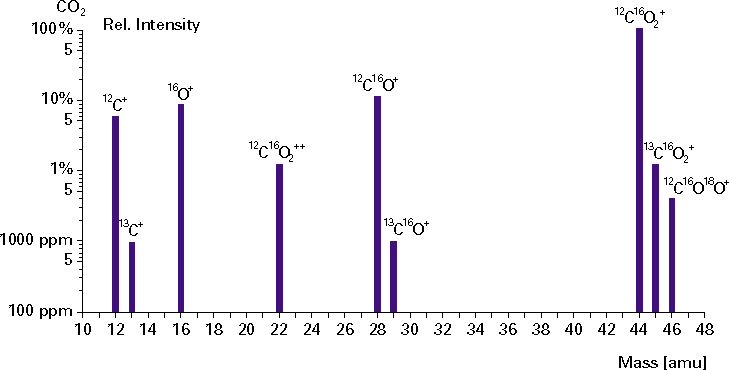 CO₂
Rel. Intensity
¹²C¹⁶O₂⁺
100%
5
¹²C¹⁶O⁺
¹⁶O⁺
10%
¹²C⁺
5
¹²C¹⁶O₂⁺⁺
¹³C¹⁶O₂⁺
1%
¹²C¹⁶O¹⁸O⁺
5
¹³C⁺
¹³C¹⁶O⁺
1000 ppm
5
100 ppm
10 12 14 16 18 20 22 24 26 28 30 32 34 36 38 40 42 44 46 48
Mass [amu]